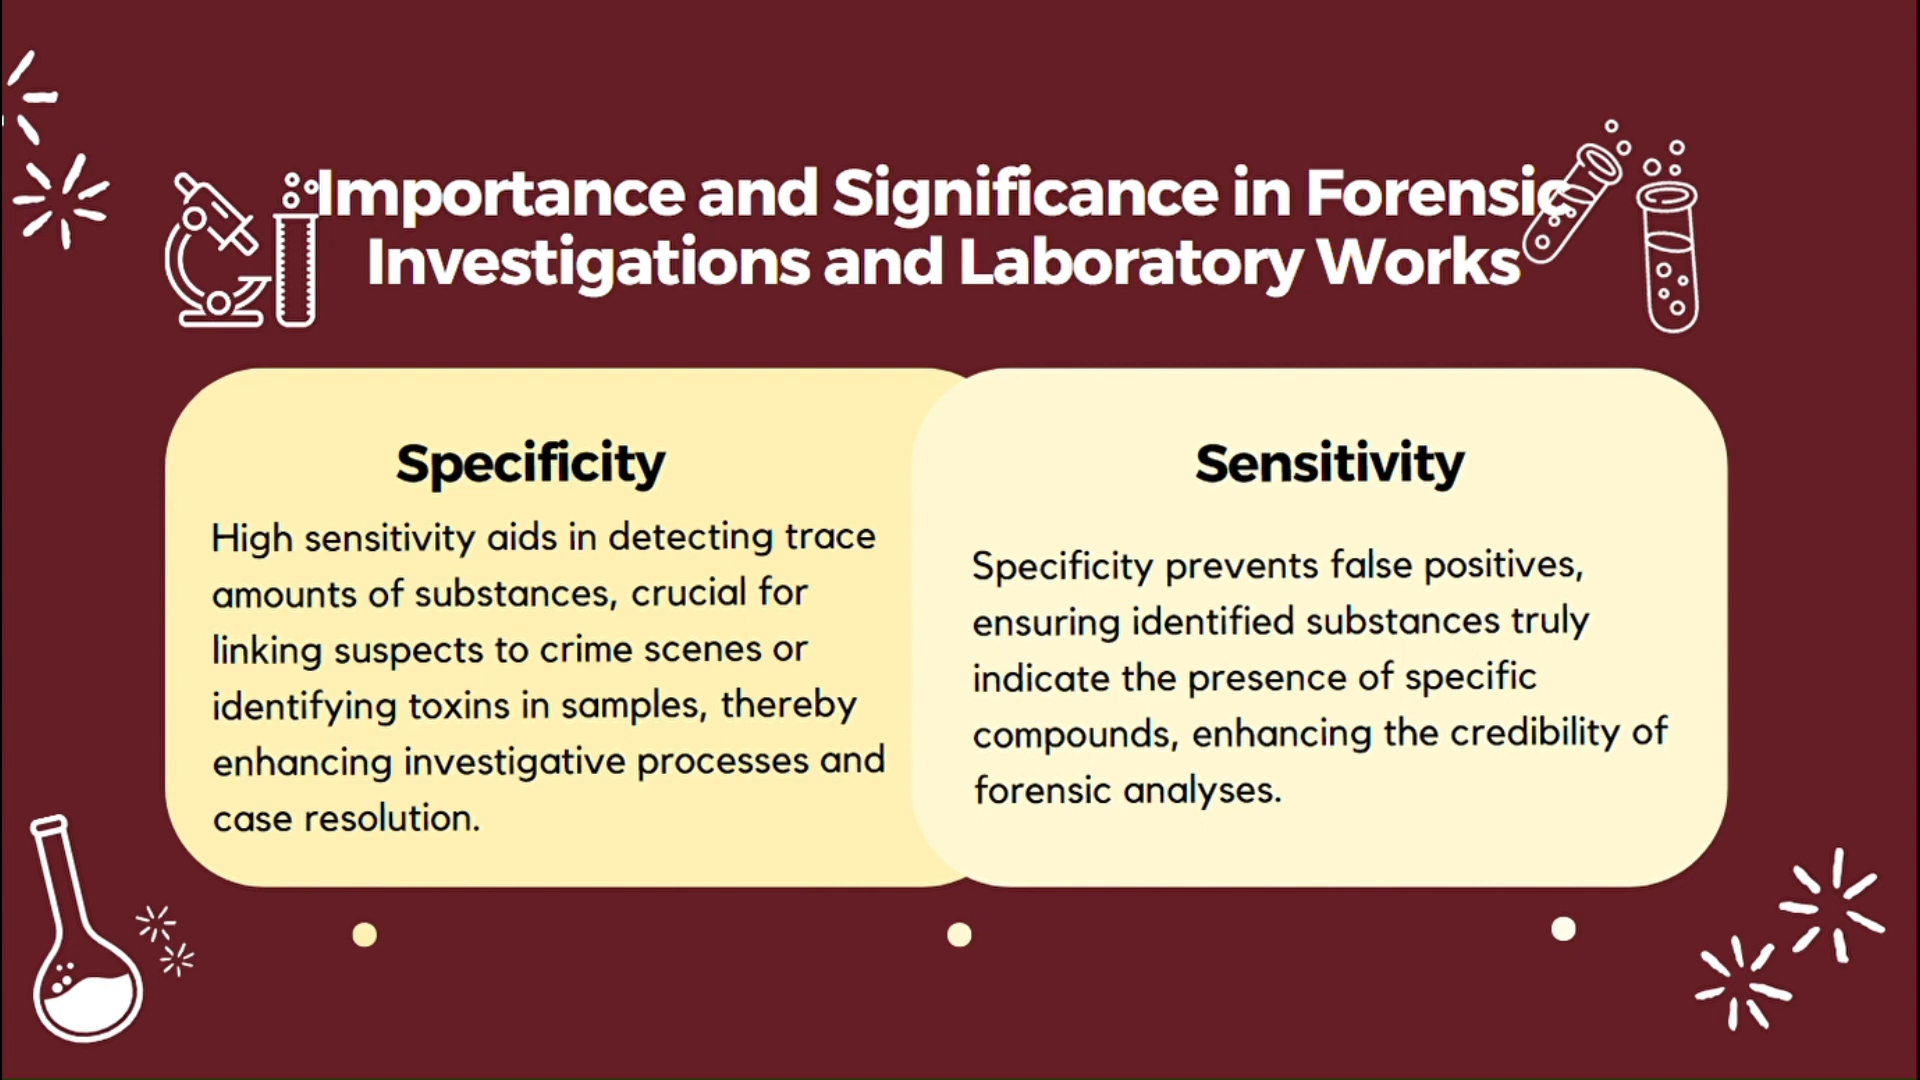 Importance and Significance in Forensic
Investigations and Laboratory Works
Specificity
High sensitivity aids in detecting trace
amounts of substances, crucial for
linking suspects to crime scenes or
identifying toxins in samples, thereby
enhancing investigative processes and
case resolution.
Sensitivity
Specificity prevents false positives,
ensuring identified substances truly
indicate the presence of specific
compounds, enhancing the credibility of
forensic analyses.